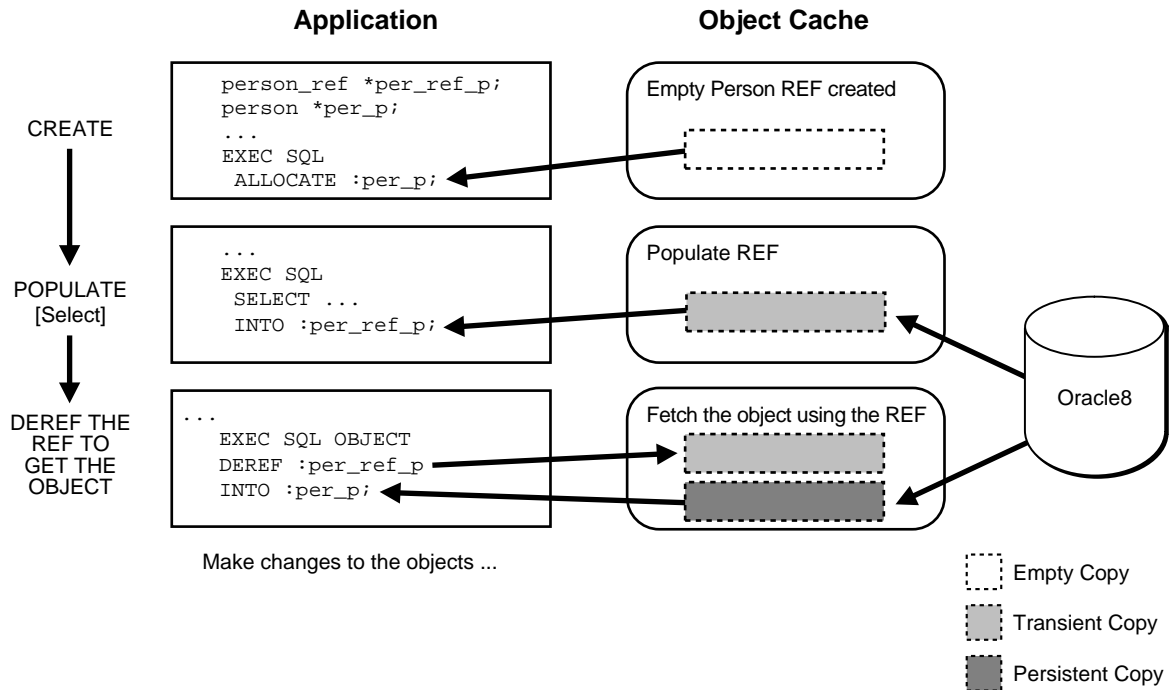 Application
Object Cache
CREATE
person_ref *per_ref_p;
person *per_p;
...
EXEC SQL
ALLOCATE :per_p;
Empty Person REF created
POPULATE
[Select]
...
EXEC SQL
SELECT ...
INTO :per_ref_p;
Populate REF
Oracle8
DEREF THE
REF TO
GET THE
OBJECT
...
EXEC SQL OBJECT
DEREF :per_ref_p
INTO :per_p;
Fetch the object using the REF
Make changes to the objects ...
Empty Copy
Transient Copy
Persistent Copy